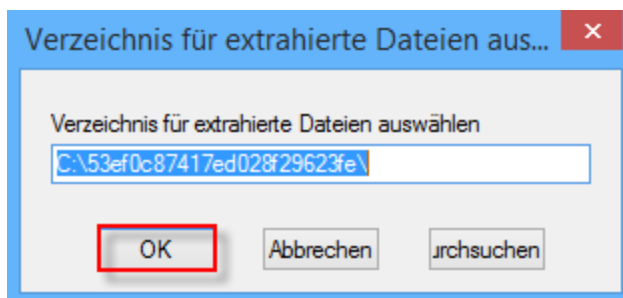 Verzeichnis für extrahierte Dateien aus...
Verzeichnis für extrahierte Dateien auswählen
C:\53ef0c87417ed028f29623fe\
OK Abbrechen urchsuchen